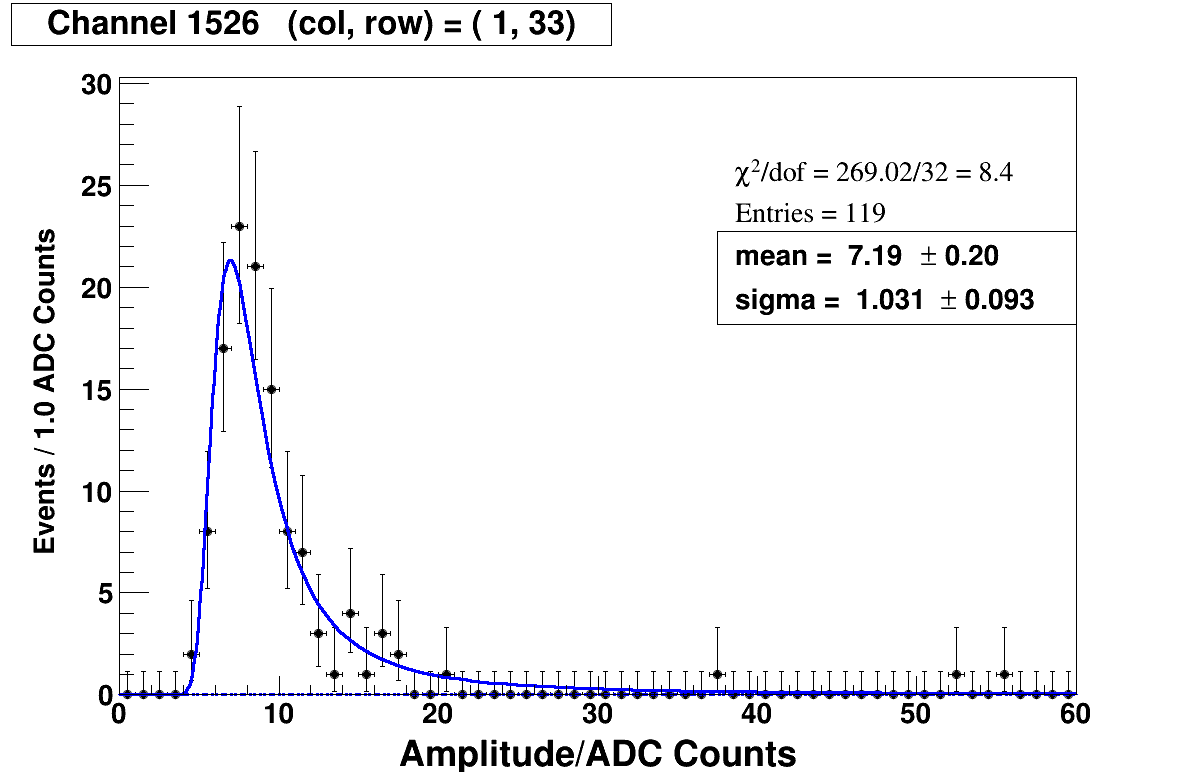 Channel 1526 (col, row) = ( 1, 33)
30
25
20
15
10
5
0
Events / 1.0 ADC Counts
χ²/dof = 269.02/32 = 8.4
Entries = 119
mean = 7.19 ± 0.20
sigma = 1.031 ± 0.093
0 10 20 30 40 50 60
Amplitude/ADC Counts